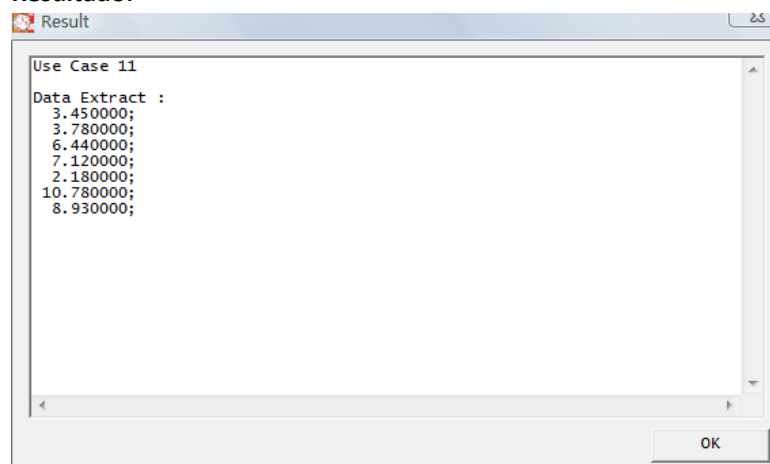 Resultado:
Result
Use Case 11
Data Extract :
3.450000;
3.780000;
6.440000;
7.120000;
2.180000;
10.780000;
8.930000;
OK